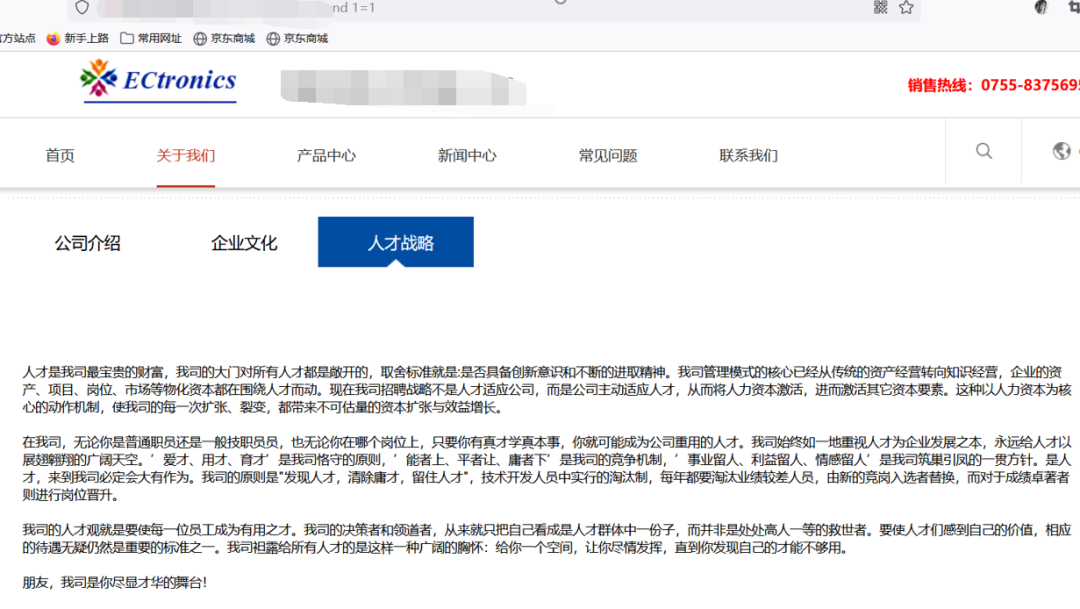 nd 1=1
方站点 新手上路 常用网址 京东商城 京东商城
ECtronics
销售热线：0755-8375695
首页 关于我们 产品中心 新闻中心 常见问题 联系我们
公司介绍 企业文化 人才战略
人才是我司最宝贵的财富，我司的大门对所有人才都是敞开的，取舍标准就是:是否具备创新意识和不断的进取精神。我司管理模式的核心已经从传统的资产经营转向知识经营，企业的资
产、项目、岗位、市场等物化资本都在围绕人才而动。现在我司招聘战略不是人才适应公司，而是公司主动适应人才，从而将人力资本激活，进而激活其它资本要素。这种以人力资本为核
心的动作机制，使我司的每一次扩张、裂变，都带来不可估量的资本扩张与效益增长。
在我司，无论你是普通职员还是一般技职员员，也无论你在哪个岗位上，只要你有真才学真本事，你就可能成为公司重用的人才。我司始终如一地重视人才为企业发展之本，永远给人才以
展翅翱翔的广阔天空。’爱才、用才、育才’是我司恪守的原则，’能者上、平者让、庸者下’是我司的竞争机制，’事业留人、利益留人、情感留人’是我司筑巢引凤的一贯方针。是人
才，来到我司必定会大有作为。我司的原则是"发现人才，清除庸才，留住人才"，技术开发人员中实行的淘汰制，每年都要淘汰业绩较差人员，由新的竞岗入选者替换，而对于成绩卓著者
则进行岗位晋升。
我司的人才观就是要使每一位员工成为有用之才。我司的决策者和领道者，从来就只把自己看成是人才群体中一份子，而并非是处处高人一等的救世者。要使人才们感到自己的价值，相应
的待遇无疑仍然是重要的标准之一。我司袒露给所有人才的是这样一种广阔的胸怀：给你一个空间，让你尽情发挥，直到你发现自己的才能不够用。
朋友，我司是你尽显才华的舞台！